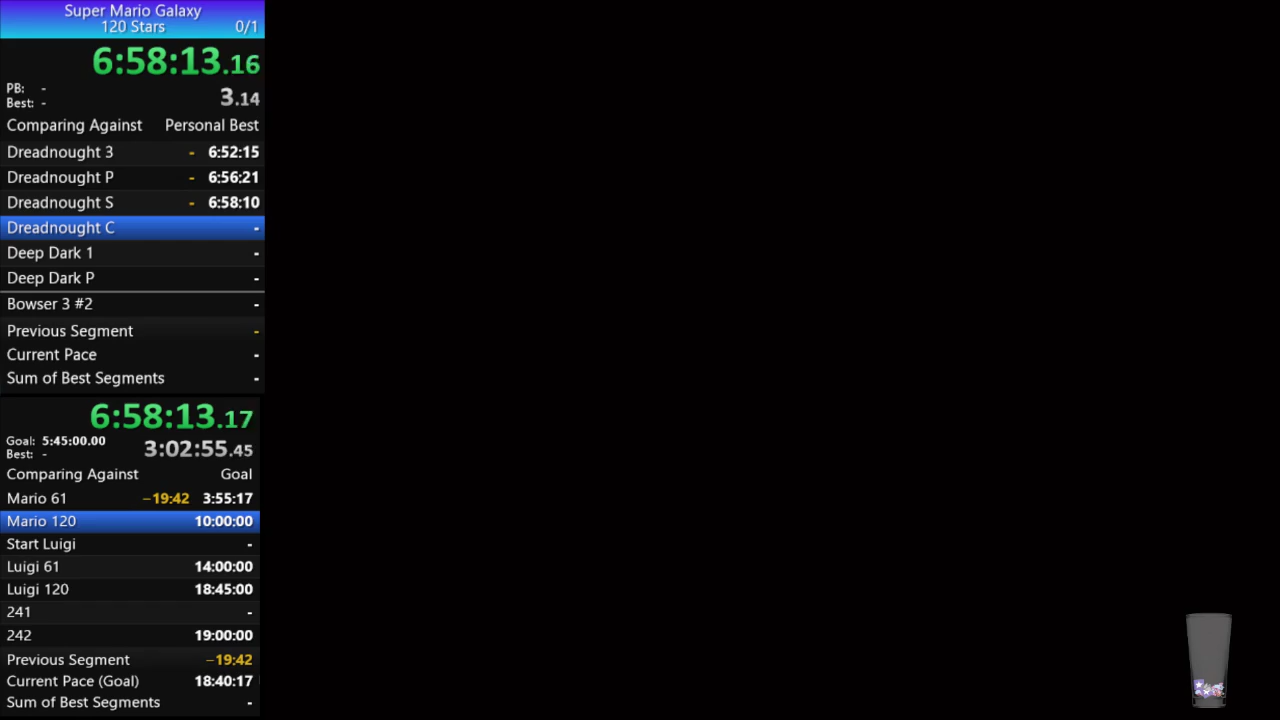 Super Mario Galaxy
120 Stars 0/1
6:58:13.16
PB: -
Best: - 3.14
Comparing Against Personal Best
Dreadnought 3 - 6:52:15
Dreadnought P - 6:56:21
Dreadnought S - 6:58:10
Dreadnought C -
Deep Dark 1 -
Deep Dark P -
Bowser 3 #2 -
Previous Segment -
Current Pace -
Sum of Best Segments -
6:58:13.17
Goal: 5:45:00.00
Best: - 3:02:55.45
Comparing Against Goal
Mario 61 −19:42 3:55:17
Mario 120 10:00:00
Start Luigi -
Luigi 61 14:00:00
Luigi 120 18:45:00
241 -
242 19:00:00
Previous Segment −19:42
Current Pace (Goal) 18:40:17
Sum of Best Segments -